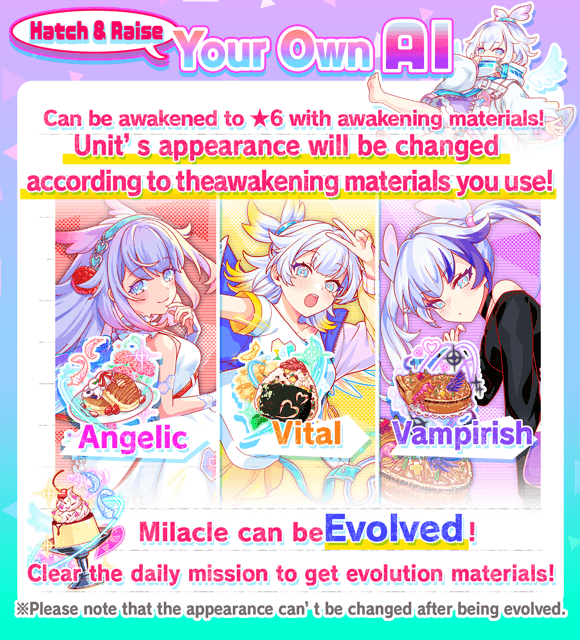 Hatch & Raise
Your Own AI
Can be awakened to ★6 with awakening materials!
Unit's appearance will be changed
according to theawakening materials you use!
Angelic
Vital
Vampirish
Milacle can be Evolved!
Clear the daily mission to get evolution materials!
※Please note that the appearance can't be changed after being evolved.